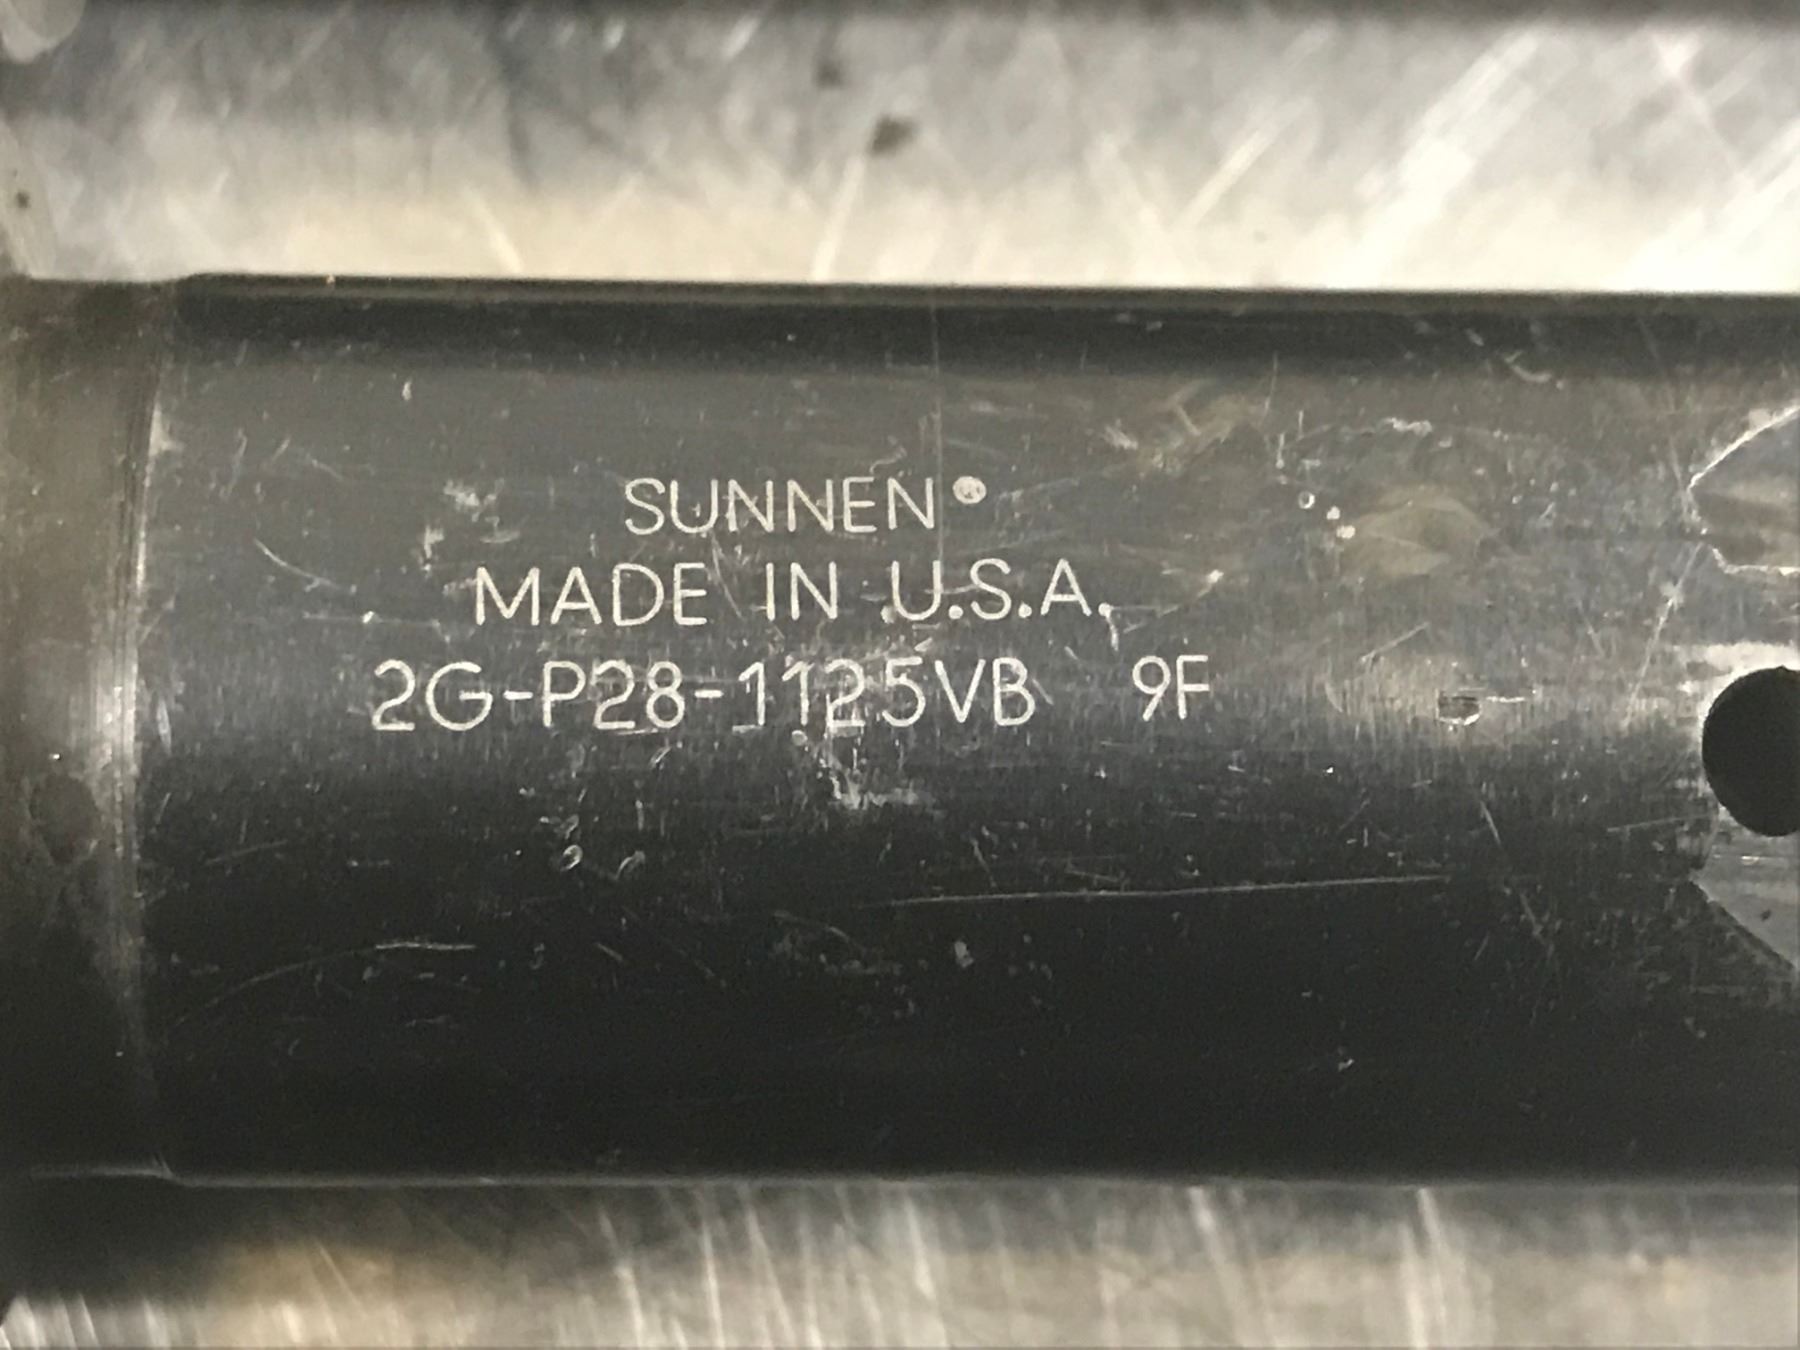 SUNNEN®
MADE IN U.S.A.
2G-P28-1125VB 9F